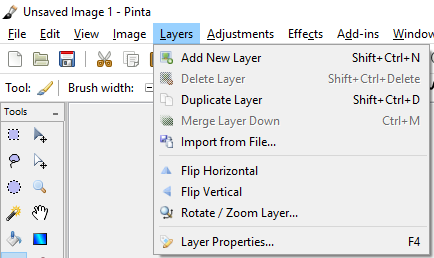 Unsaved Image 1 - Pinta
File Edit View Image Layers Adjustments Effects Add-ins Window
Tool: Brush width:
Add New Layer Shift+Ctrl+N
Delete Layer Shift+Ctrl+Delete
Duplicate Layer Shift+Ctrl+D
Merge Layer Down Ctrl+M
Import from File...
Flip Horizontal
Flip Vertical
Rotate / Zoom Layer...
Layer Properties... F4
Tools